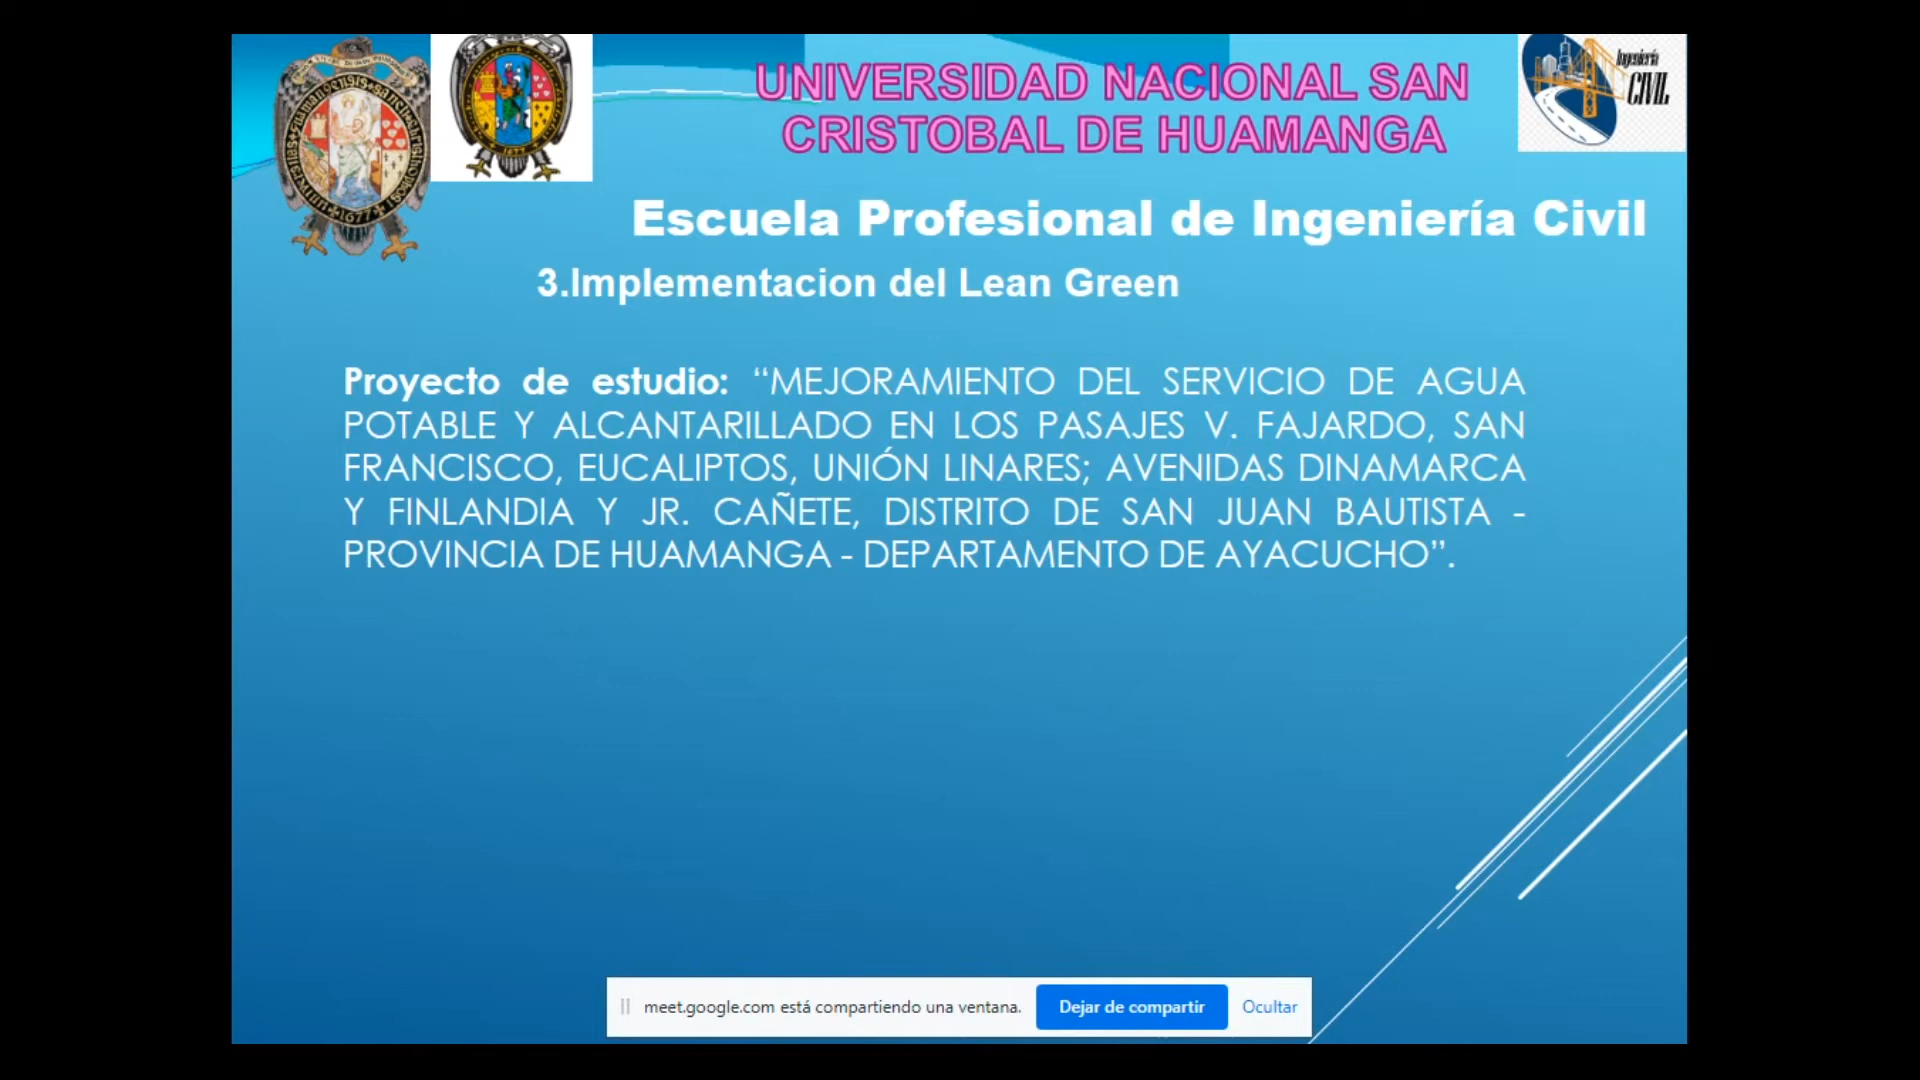 UNIVERSIDAD NACIONAL SAN
CRISTOBAL DE HUAMANGA
Ingeniería
CIVIL
1677
1677
Escuela Profesional de Ingeniería Civil
3.Implementacion del Lean Green
Proyecto de estudio: “MEJORAMIENTO DEL SERVICIO DE AGUA
POTABLE Y ALCANTARILLADO EN LOS PASAJES V. FAJARDO, SAN
FRANCISCO, EUCALIPTOS, UNIÓN LINARES; AVENIDAS DINAMARCA
Y FINLANDIA Y JR. CAÑETE, DISTRITO DE SAN JUAN BAUTISTA -
PROVINCIA DE HUAMANGA - DEPARTAMENTO DE AYACUCHO”.
meet.google.com está compartiendo una ventana. Dejar de compartir Ocultar